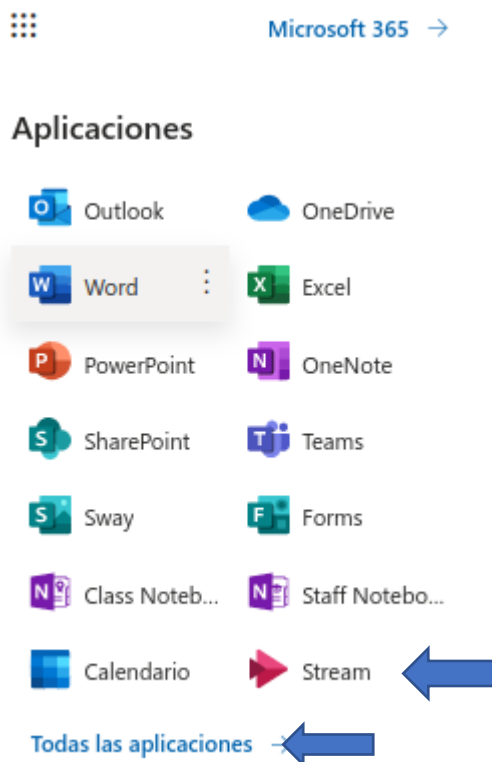 Microsoft 365 →
Aplicaciones
Outlook
OneDrive
Word
Excel
PowerPoint
OneNote
SharePoint
Teams
Sway
Forms
Class Noteb...
Staff Notebo...
Calendario
Stream
Todas las aplicaciones →